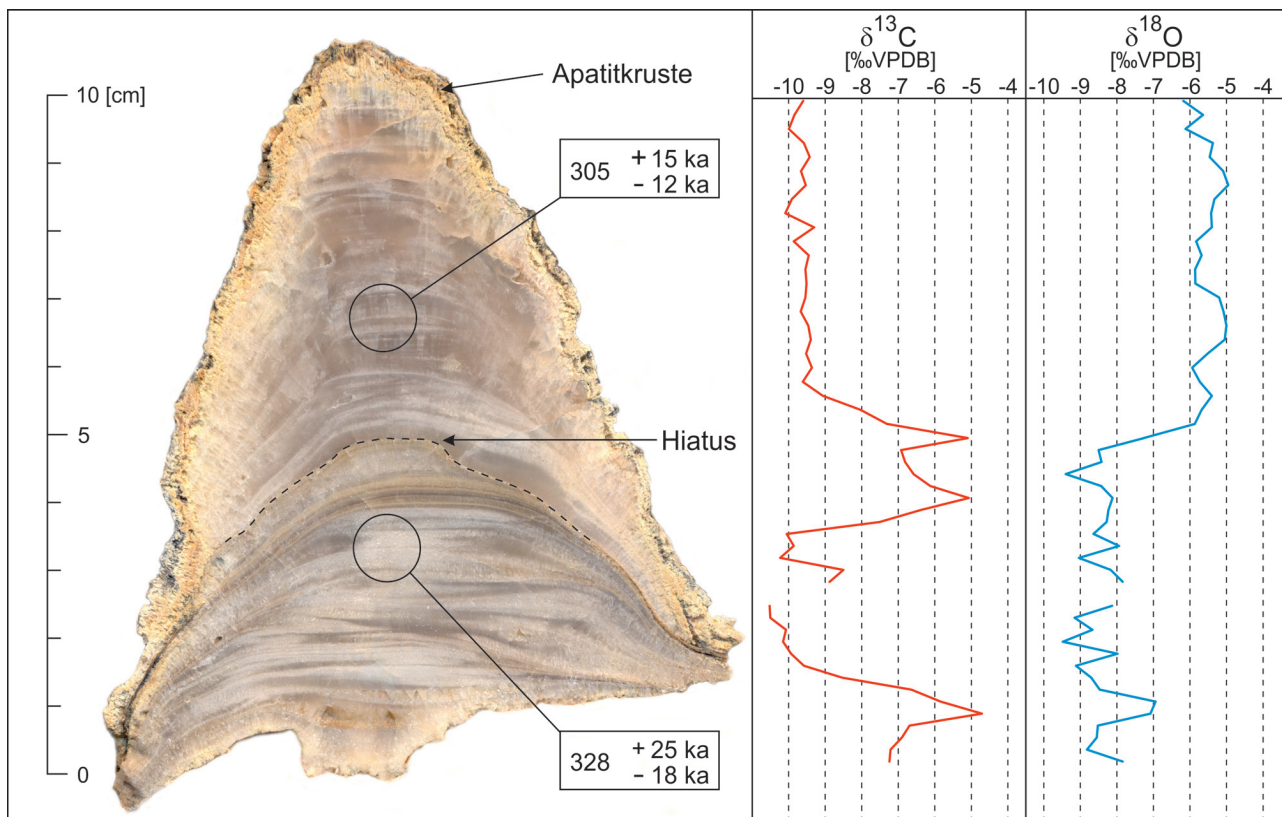 10 [cm]
5
0
Apatitkruste
305 + 15 ka
− 12 ka
Hiatus
328 + 25 ka
− 18 ka
δ¹³C
[‰VPDB]
-10 -9 -8 -7 -6 -5 -4
δ¹⁸O
[‰VPDB]
-10 -9 -8 -7 -6 -5 -4